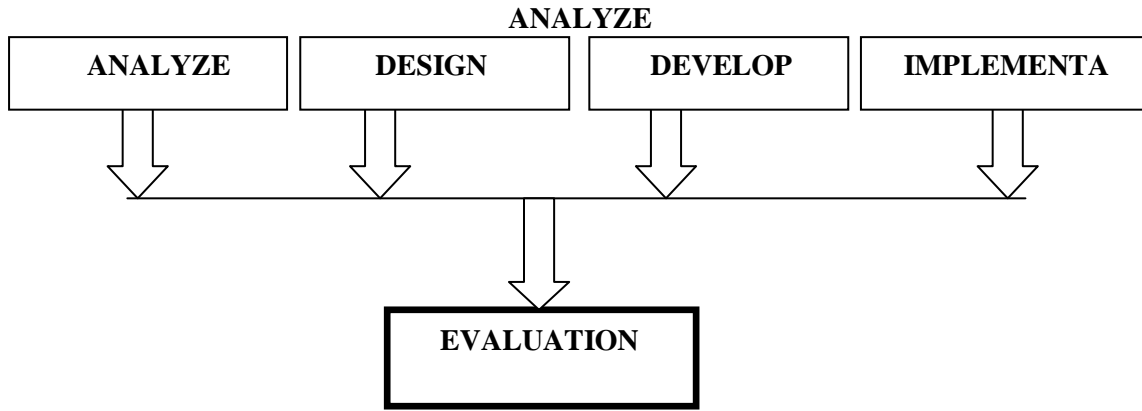 ANALYZE
ANALYZE
DESIGN
DEVELOP
IMPLEMENTA
EVALUATION